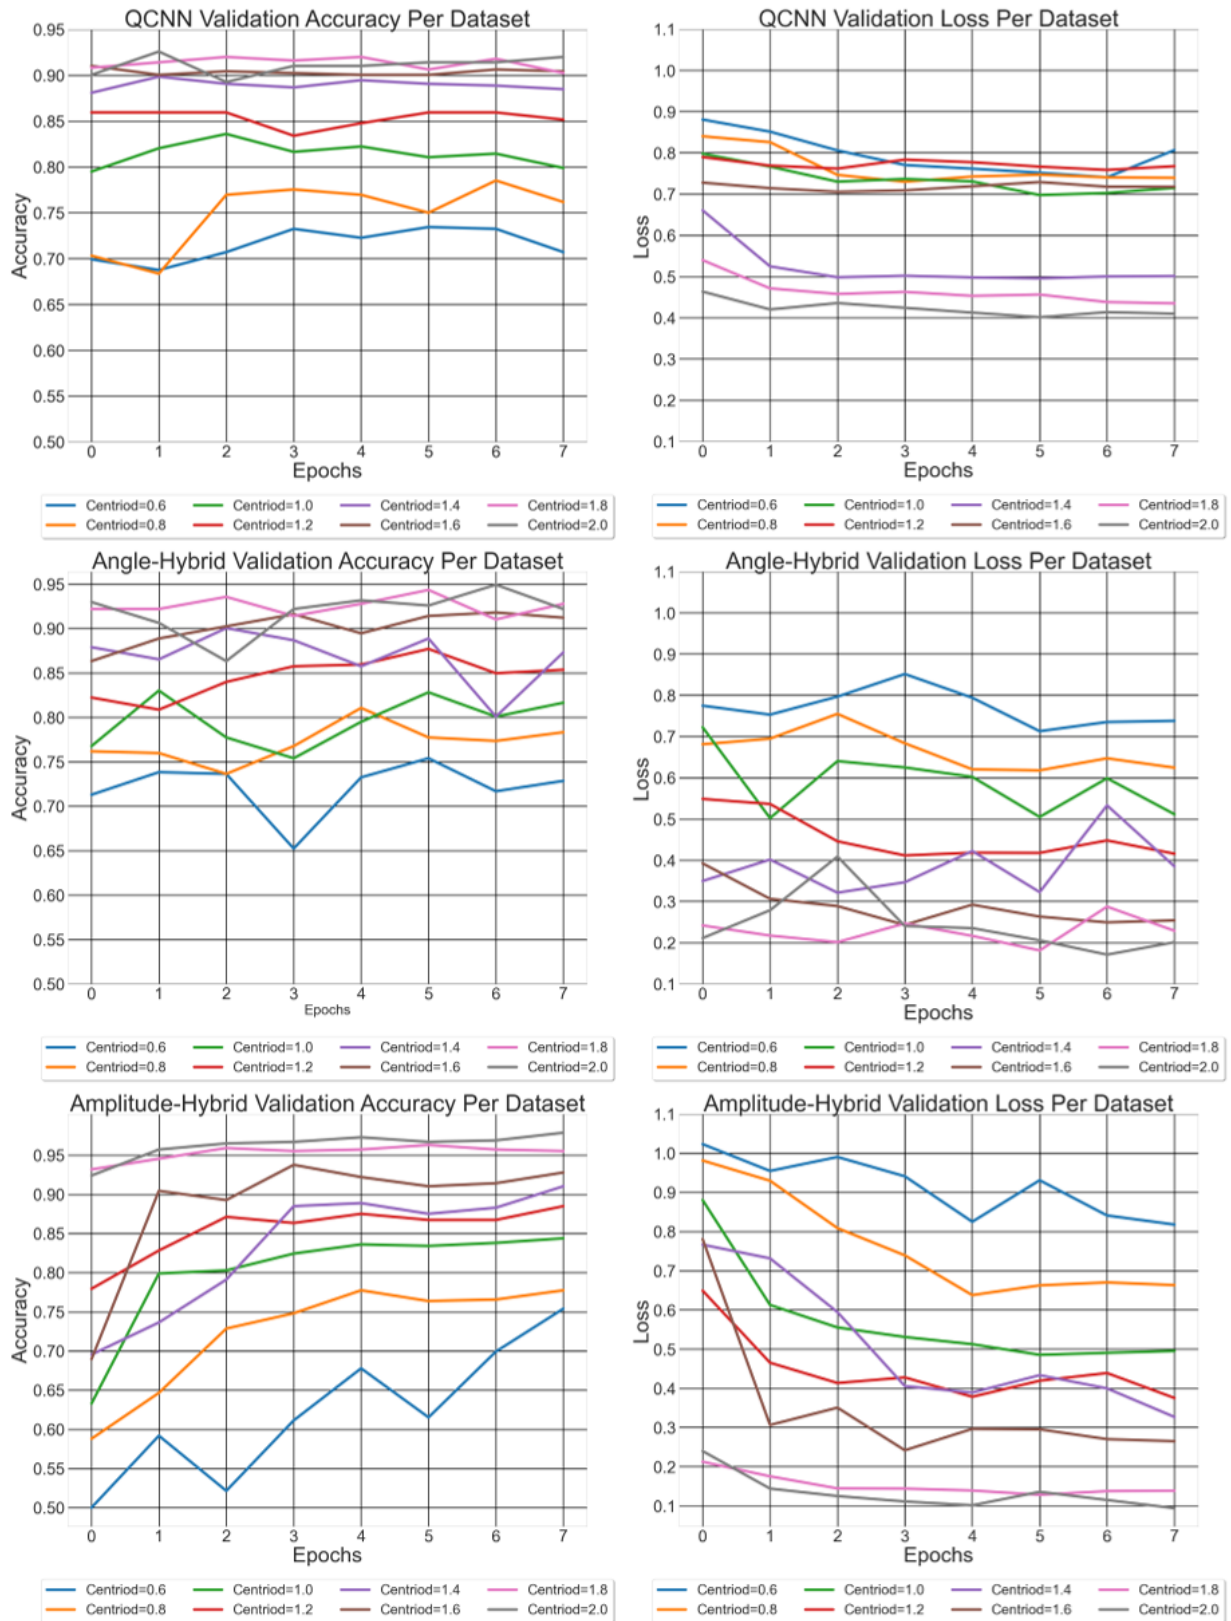 QCNN Validation Accuracy Per Dataset
0.95
0.90
0.85
0.80
0.75
0.70
0.65
0.60
0.55
0.50
Accuracy
0 1 2 3 4 5 6 7
Epochs
Centriod=0.6 Centriod=1.0 Centriod=1.4 Centriod=1.8
Centriod=0.8 Centriod=1.2 Centriod=1.6 Centriod=2.0
QCNN Validation Loss Per Dataset
1.1
1.0
0.9
0.8
0.7
0.6
0.5
0.4
0.3
0.2
0.1
Loss
0 1 2 3 4 5 6 7
Epochs
Centriod=0.6 Centriod=1.0 Centriod=1.4 Centriod=1.8
Centriod=0.8 Centriod=1.2 Centriod=1.6 Centriod=2.0
Angle-Hybrid Validation Accuracy Per Dataset
0.95
0.90
0.85
0.80
0.75
0.70
0.65
0.60
0.55
0.50
Accuracy
0 1 2 3 4 5 6 7
Epochs
Centriod=0.6 Centriod=1.0 Centriod=1.4 Centriod=1.8
Centriod=0.8 Centriod=1.2 Centriod=1.6 Centriod=2.0
Angle-Hybrid Validation Loss Per Dataset
1.1
1.0
0.9
0.8
0.7
0.6
0.5
0.4
0.3
0.2
0.1
Loss
0 1 2 3 4 5 6 7
Epochs
Centriod=0.6 Centriod=1.0 Centriod=1.4 Centriod=1.8
Centriod=0.8 Centriod=1.2 Centriod=1.6 Centriod=2.0
Amplitude-Hybrid Validation Accuracy Per Dataset
0.95
0.90
0.85
0.80
0.75
0.70
0.65
0.60
0.55
0.50
Accuracy
0 1 2 3 4 5 6 7
Epochs
Centriod=0.6 Centriod=1.0 Centriod=1.4 Centriod=1.8
Centriod=0.8 Centriod=1.2 Centriod=1.6 Centriod=2.0
Amplitude-Hybrid Validation Loss Per Dataset
1.1
1.0
0.9
0.8
0.7
0.6
0.5
0.4
0.3
0.2
0.1
Loss
0 1 2 3 4 5 6 7
Epochs
Centriod=0.6 Centriod=1.0 Centriod=1.4 Centriod=1.8
Centriod=0.8 Centriod=1.2 Centriod=1.6 Centriod=2.0